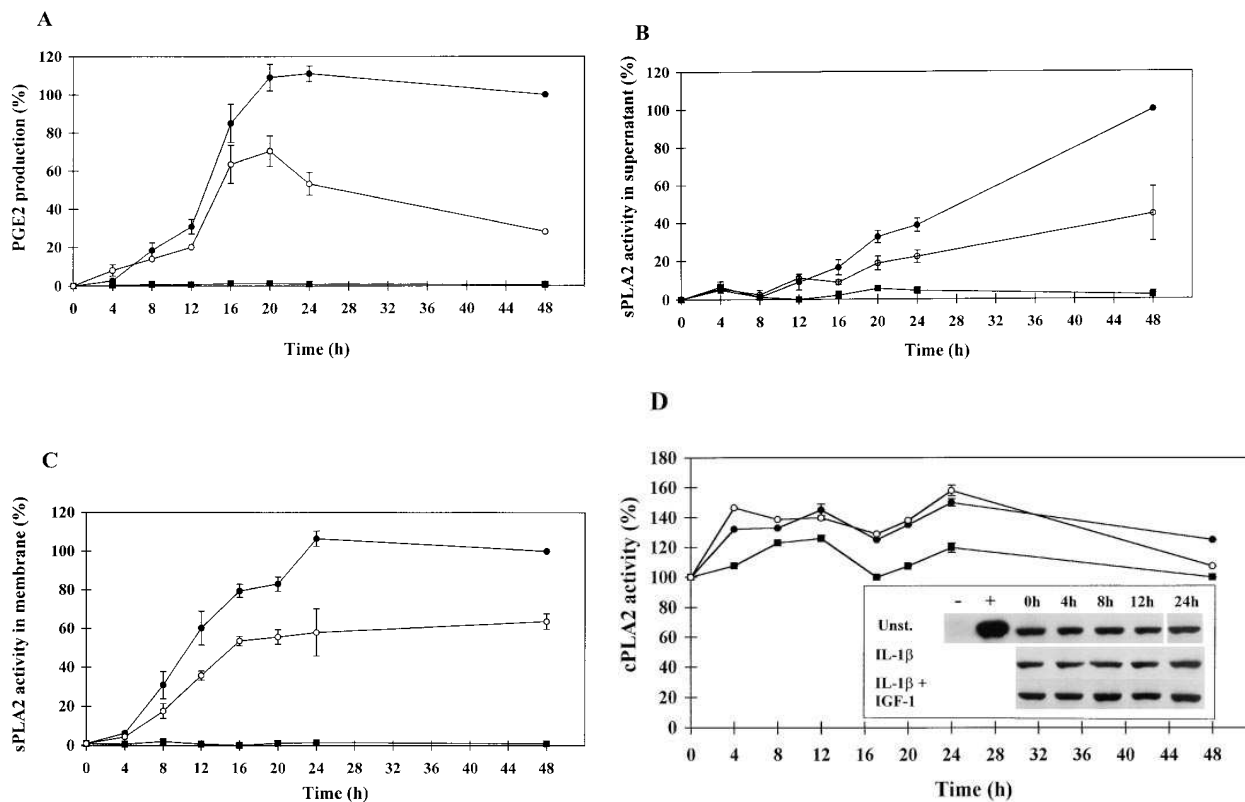 A
PGE2 production (%)
120
100
80
60
40
20
0
0 4 8 12 16 20 24 28 32 36 40 44 48
Time (h)
B
sPLA2 activity in supernatant (%)
120
100
80
60
40
20
0
0 4 8 12 16 20 24 28 32 36 40 44 48
Time (h)
C
sPLA2 activity in membrane (%)
120
100
80
60
40
20
0
0 4 8 12 16 20 24 28 32 36 40 44 48
Time (h)
D
cPLA2 activity (%)
180
160
140
120
100
80
60
40
20
0
- + 0h 4h 8h 12h 24h
Unst.
IL-1β
IL-1β +
IGF-1
0 4 8 12 16 20 24 28 32 36 40 44 48
Time (h)